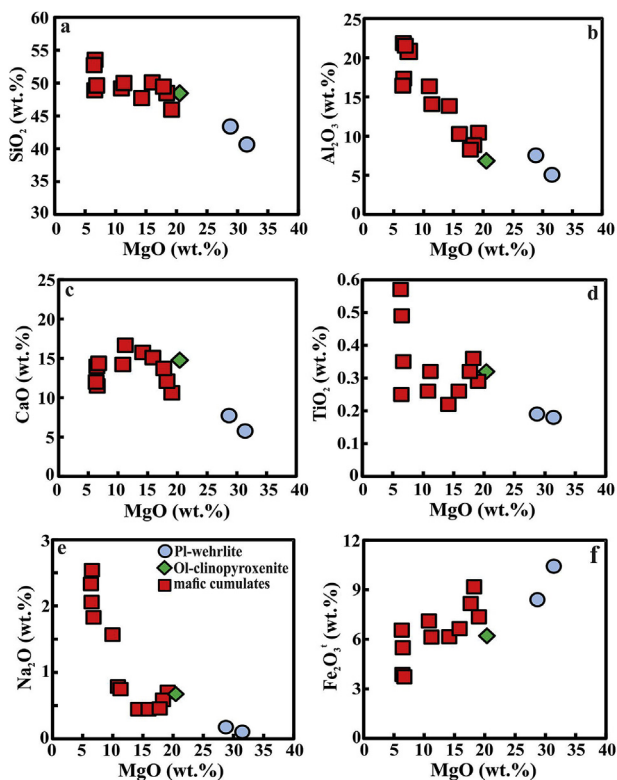 a
SiO₂ (wt.%)
60
55
50
45
40
35
30
0 5 10 15 20 25 30 35 40
MgO (wt.%)
b
Al₂O₃ (wt.%)
25
20
15
10
5
0
0 5 10 15 20 25 30 35 40
MgO (wt.%)
c
CaO (wt.%)
25
20
15
10
5
0
0 5 10 15 20 25 30 35 40
MgO (wt.%)
d
TiO₂ (wt.%)
0.6
0.5
0.4
0.3
0.2
0.1
0
0 5 10 15 20 25 30 35 40
MgO (wt.%)
e
Pl-wehrlite
Ol-clinopyroxenite
mafic cumulates
Na₂O (wt.%)
3
2
1
0
0 5 10 15 20 25 30 35 40
MgO (wt.%)
f
Fe₂O₃ᵗ (wt.%)
12
9
6
3
0
0 5 10 15 20 25 30 35 40
MgO (wt.%)